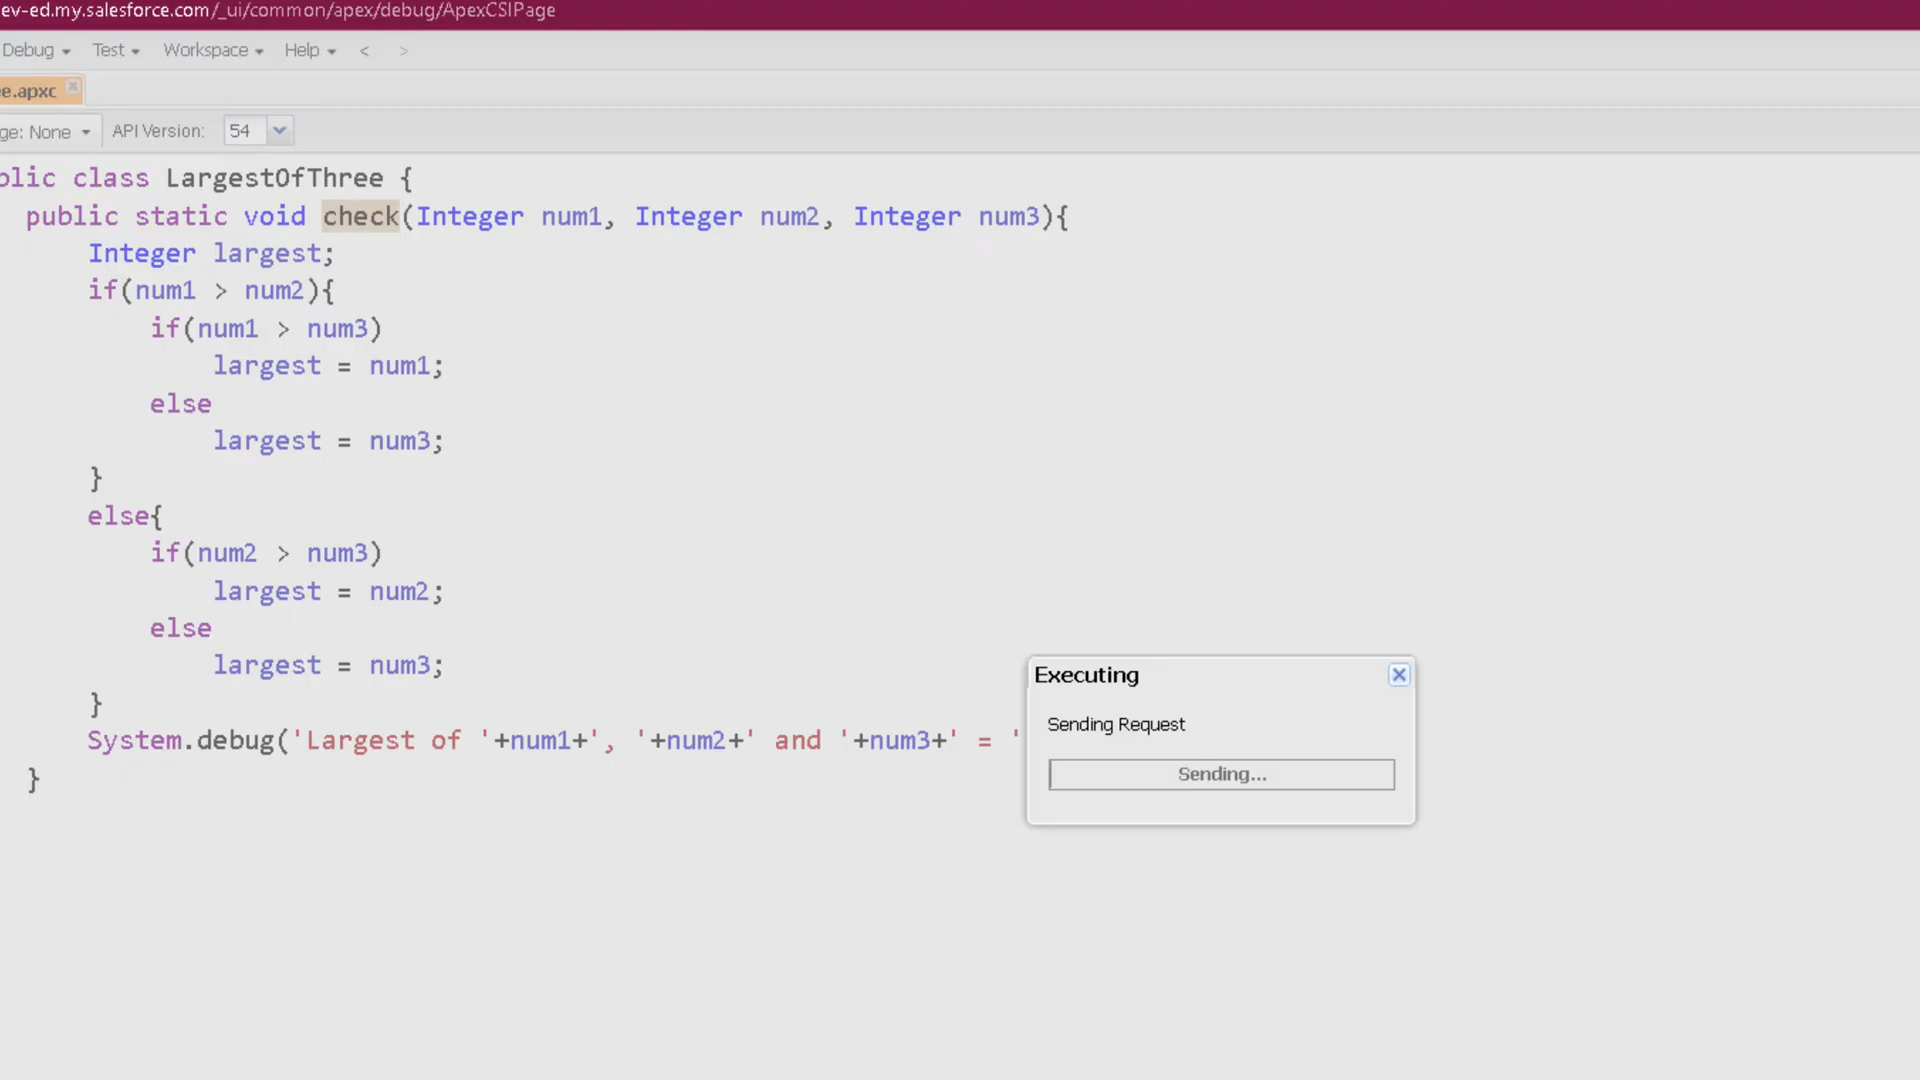 ev-ed.my.salesforce.com/_ui/common/apex/debug/ApexCSIPage
Debug Test Workspace Help < >
e.apxc
ge: None API Version: 54
blic class LargestOfThree {
public static void check(Integer num1, Integer num2, Integer num3){
Integer largest;
if(num1 > num2){
if(num1 > num3)
largest = num1;
else
largest = num3;
}
else{
if(num2 > num3)
largest = num2;
else
largest = num3;
}
System.debug('Largest of '+num1+', '+num2+' and '+num3+' = '
}
Executing
Sending Request
Sending...